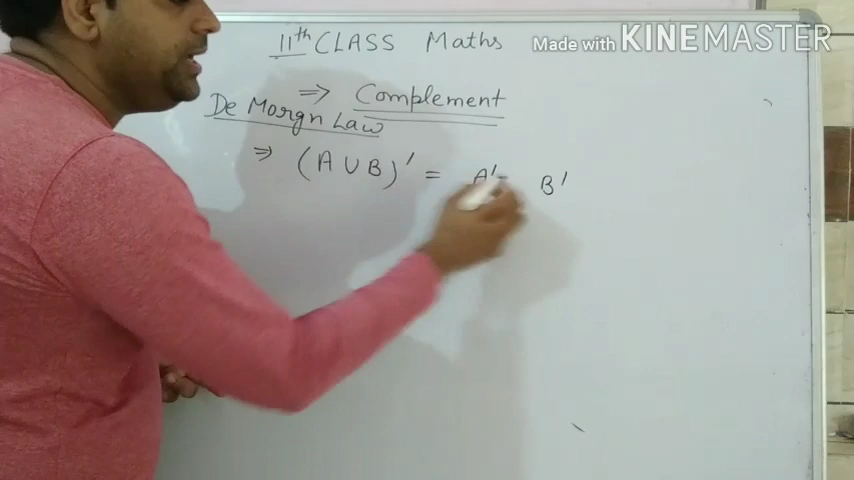 11th CLASS Maths
Made with KINEMASTER
⇒ Complement
De Morgn Law
⇒ (A ∪ B)' = A' B'